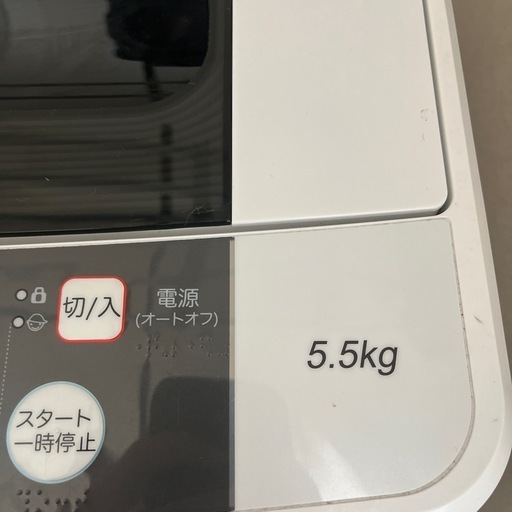 切/入
電源
(オートオフ)
5.5kg
スタート
一時停止